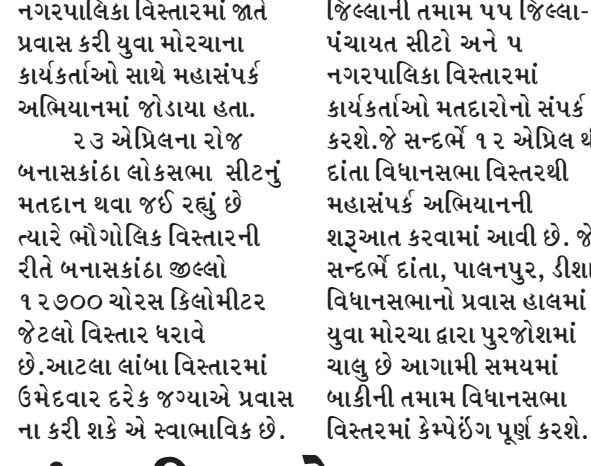 નગરપાલિકા વિસ્તારમાં જાતે
પ્રવાસ કરી યુવા મોરચાના
કાર્યકર્તાઓ સાથે મહાસંપર્ક
અભિયાનમાં જોડાયા હતા.
૨૩ એપ્રિલના રોજ
બનાસકાંઠા લોકસભા સીટનું
મતદાન થવા જઈ રહ્યું છે
ત્યારે ભૌગોલિક વિસ્તારની
રીતે બનાસકાંઠા જીલ્લો
૧૨૭૦૦ ચોરસ કિલોમીટર
જેટલો વિસ્તાર ધરાવે
છે.આટલા લાંબા વિસ્તારમાં
ઉમેદવાર દરેક જગ્યાએ પ્રવાસ
ના કરી શકે એ સ્વાભાવિક છે.
જિલ્લાની તમામ ૫૫ જિલ્લા-
પંચાયત સીટો અને ૫
નગરપાલિકા વિસ્તારમાં
કાર્યકર્તાઓ મતદારોનો સંપર્ક
કરશે.જે સન્દર્ભે ૧૨ એપ્રિલ
દાંતા વિધાનસભા વિસ્તરથી
મહાસંપર્ક અભિયાનની
શરૂઆત કરવામાં આવી છે. જે
સન્દર્ભે દાંતા, પાલનપુર, ડીશા
વિધાનસભાનો પ્રવાસ હાલમાં
યુવા મોરચા દ્વારા પુરજોશમાં
ચાલુ છે આગામી સમયમાં
બાકીની તમામ વિધાનસભા
વિસ્તરમાં કેમ્પેઇંગ પૂર્ણ કરશે.